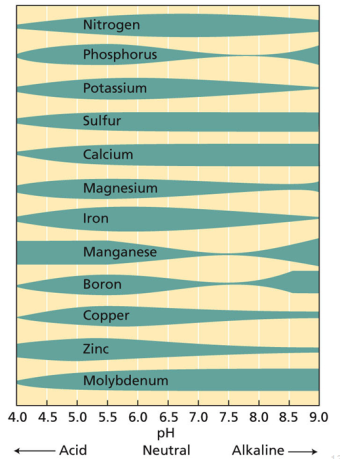 Nitrogen
Phosphorus
Potassium
Sulfur
Calcium
Magnesium
Iron
Manganese
Boron
Copper
Zinc
Molybdenum
4.0 4.5 5.0 5.5 6.0 6.5 7.0 7.5 8.0 8.5 9.0
pH
Acid Neutral Alkaline